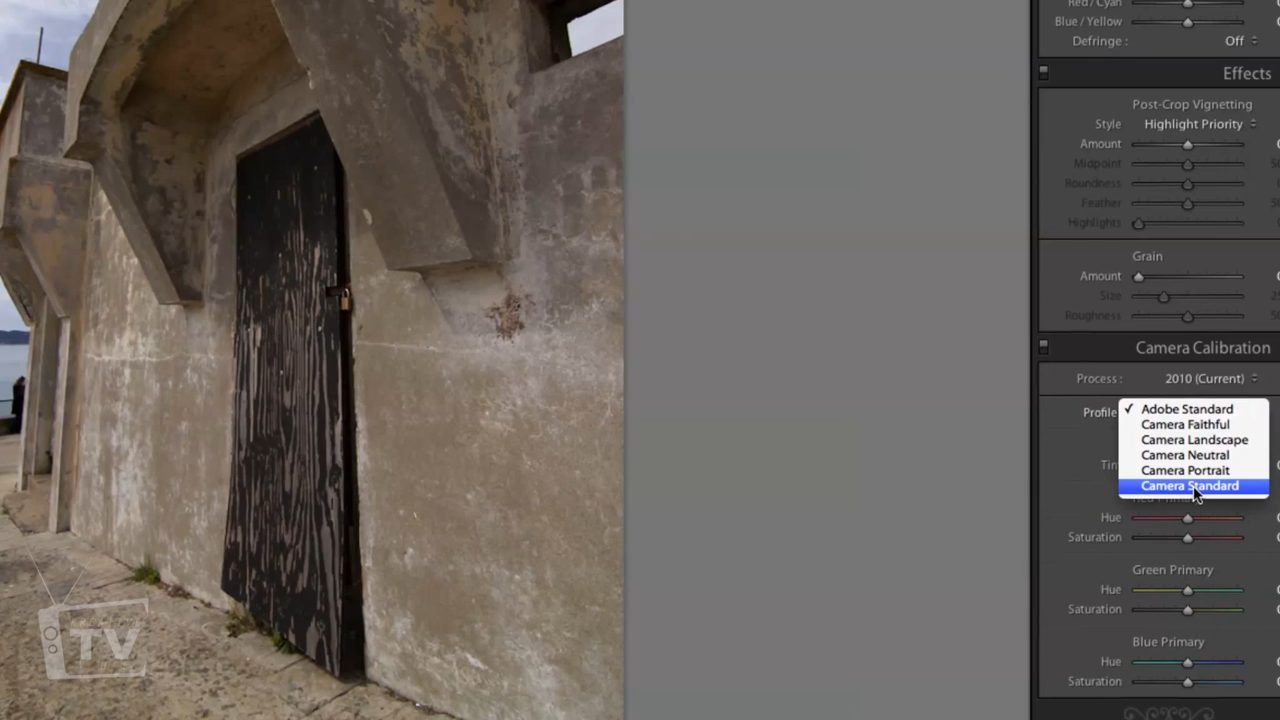 Red / Cyan
Blue / Yellow
Defringe : Off
Effects
Post-Crop Vignetting
Style Highlight Priority
Amount
Midpoint
Roundness
Feather
Highlights
Grain
Amount
Size
Roughness
Camera Calibration
Process : 2010 (Current)
Profile
✓ Adobe Standard
Camera Faithful
Camera Landscape
Camera Neutral
Camera Portrait
Camera Standard
Hue
Saturation
Green Primary
Hue
Saturation
Blue Primary
Hue
Saturation
TV